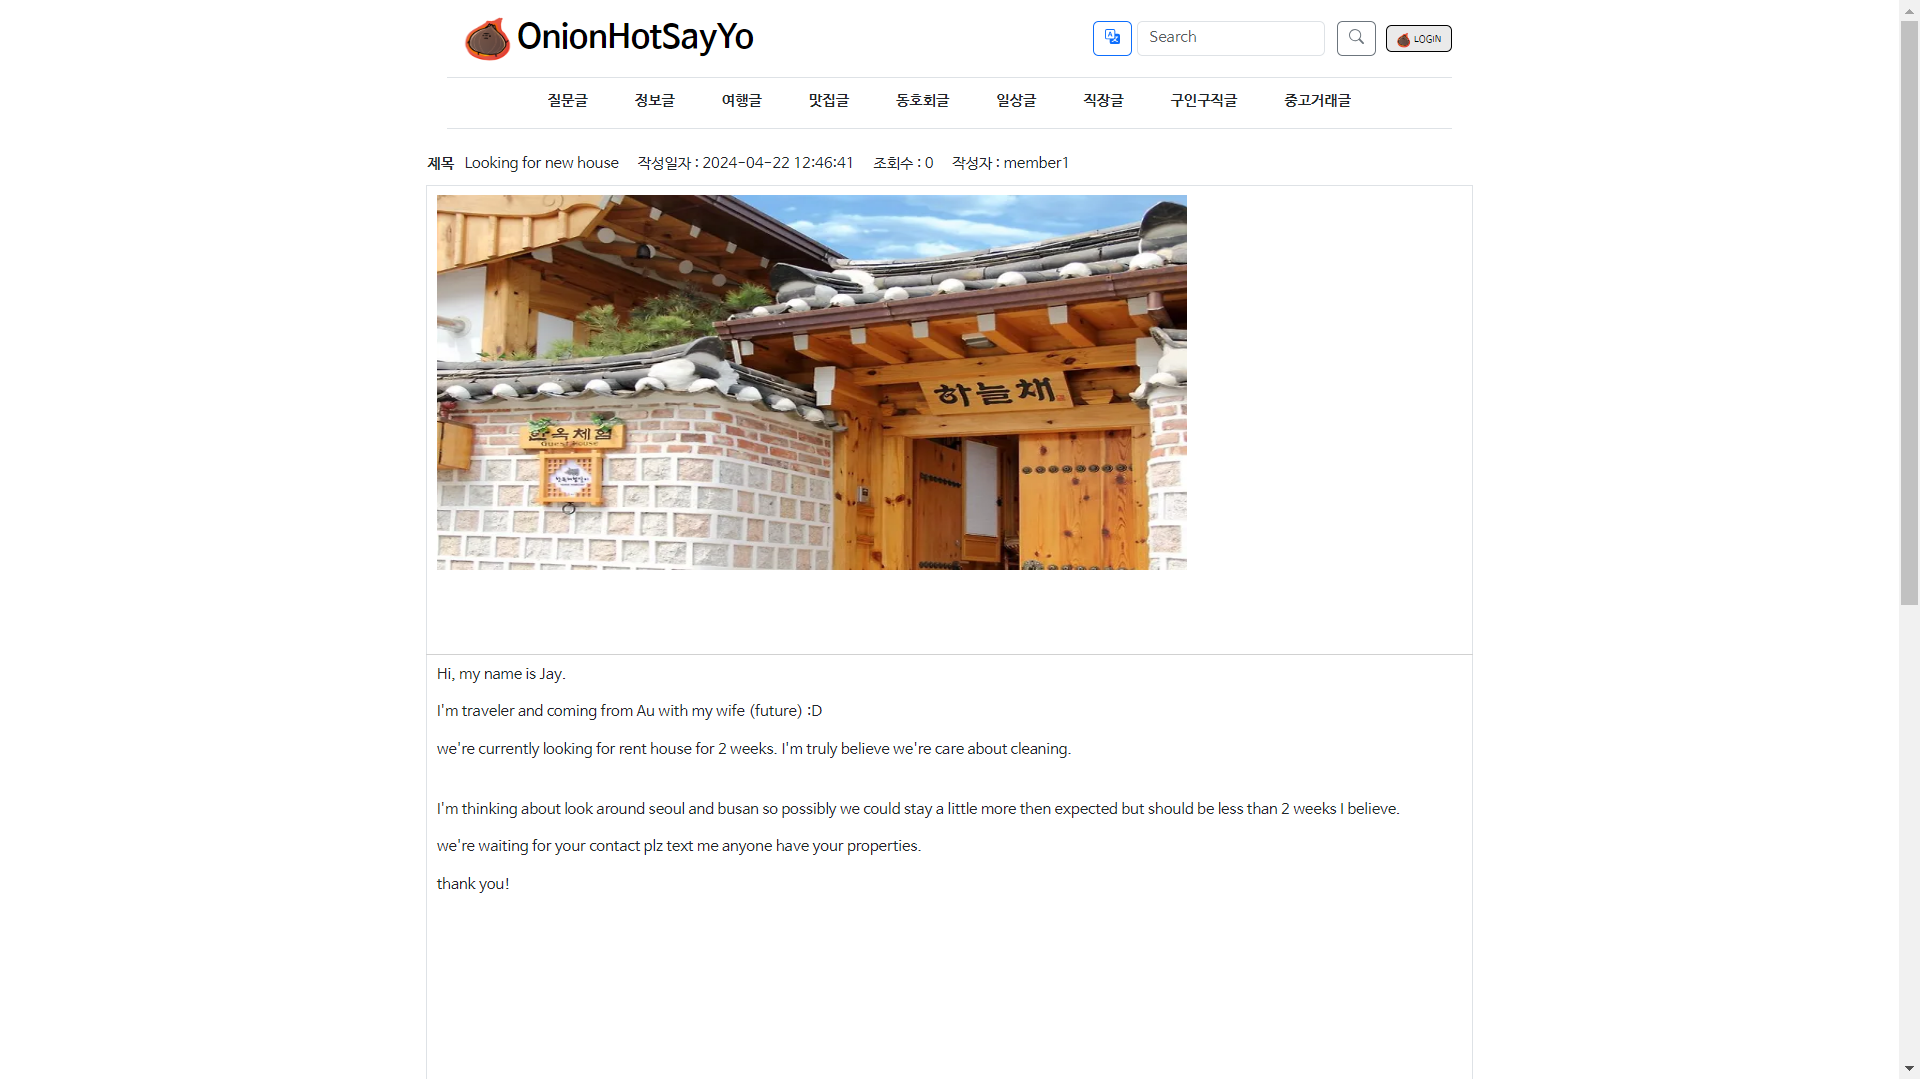 OnionHotSayYo
Search
LOGIN
질문글 정보글 여행글 맛집글 동호회글 일상글 직장글 구인구직글 중고거래글
제목 Looking for new house 작성일자 : 2024-04-22 12:46:41 조회수 : 0 작성자 : member1
하늘채
한옥체험
Guest House
Hi, my name is Jay.
I'm traveler and coming from Au with my wife (future) :D
we're currently looking for rent house for 2 weeks. I'm truly believe we're care about cleaning.
I'm thinking about look around seoul and busan so possibly we could stay a little more then expected but should be less than 2 weeks I believe.
we're waiting for your contact plz text me anyone have your properties.
thank you!